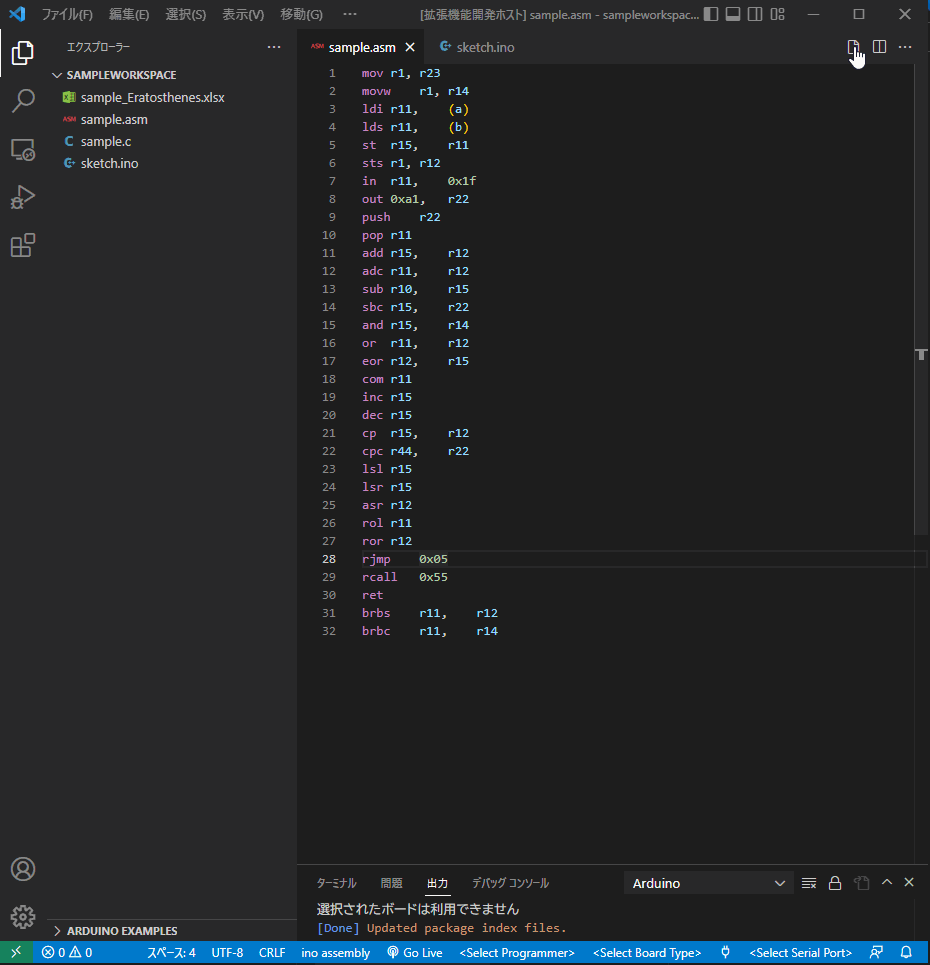 ファイル(F) 編集(E) 選択(S) 表示(V) 移動(G) ··· [拡張機能開発ホスト] sample.asm - sampleworkspac...
エクスプローラー ···
SAMPLEWORKSPACE
sample_Eratosthenes.xlsx
ASM sample.asm
C sample.c
sketch.ino
ARDUINO EXAMPLES
ASM sample.asm
sketch.ino
1 mov r1, r23
2 movw r1, r14
3 ldi r11, (a)
4 lds r11, (b)
5 st r15, r11
6 sts r1, r12
7 in r11, 0x1f
8 out 0xa1, r22
9 push r22
10 pop r11
11 add r15, r12
12 adc r11, r12
13 sub r10, r15
14 sbc r15, r22
15 and r15, r14
16 or r11, r12
17 eor r12, r15
18 com r11
19 inc r15
20 dec r15
21 cp r15, r12
22 cpc r44, r22
23 lsl r15
24 lsr r15
25 asr r12
26 rol r11
27 ror r12
28 rjmp 0x05
29 rcall 0x55
30 ret
31 brbs r11, r12
32 brbc r11, r14
ターミナル 問題 出力 デバッグ コンソール Arduino
選択されたボードは利用できません
[Done] Updated package index files.
0 0 スペース: 4 UTF-8 CRLF ino assembly Go Live <Select Programmer> <Select Board Type> <Select Serial Port>